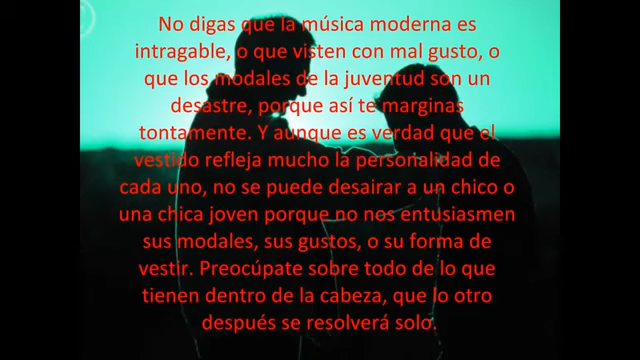 No digas que la música moderna es
intragable, o que visten con mal gusto, o
que los modales de la juventud son un
desastre, porque así te marginas
tontamente. Y aunque es verdad que el
vestido refleja mucho la personalidad de
cada uno, no se puede desairar a un chico o
una chica joven porque no nos entusiasmen
sus modales, sus gustos, o su forma de
vestir. Preocúpate sobre todo de lo que
tienen dentro de la cabeza, que lo otro
después se resolverá solo.